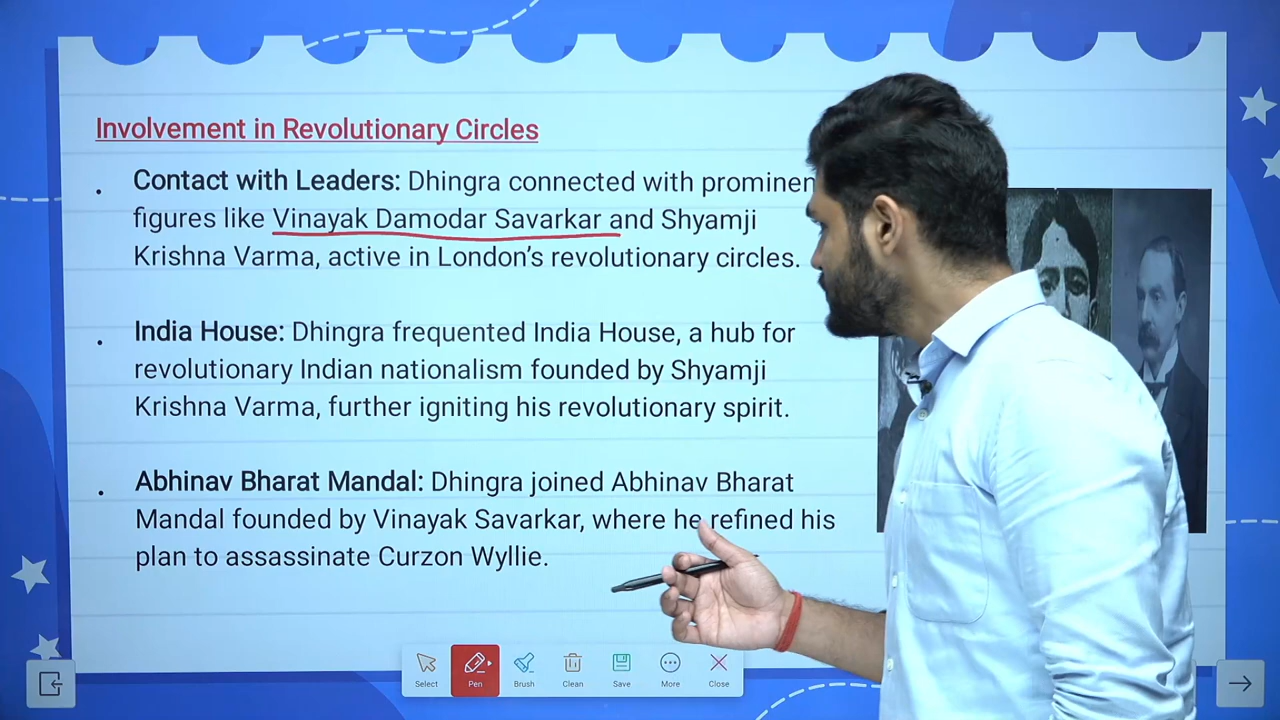 Involvement in Revolutionary Circles
• Contact with Leaders: Dhingra connected with prominen
figures like Vinayak Damodar Savarkar and Shyamji
Krishna Varma, active in London's revolutionary circles.
• India House: Dhingra frequented India House, a hub for
revolutionary Indian nationalism founded by Shyamji
Krishna Varma, further igniting his revolutionary spirit.
• Abhinav Bharat Mandal: Dhingra joined Abhinav Bharat
Mandal founded by Vinayak Savarkar, where he refined his
plan to assassinate Curzon Wyllie.
Select Pen Brush Clean Save More Close